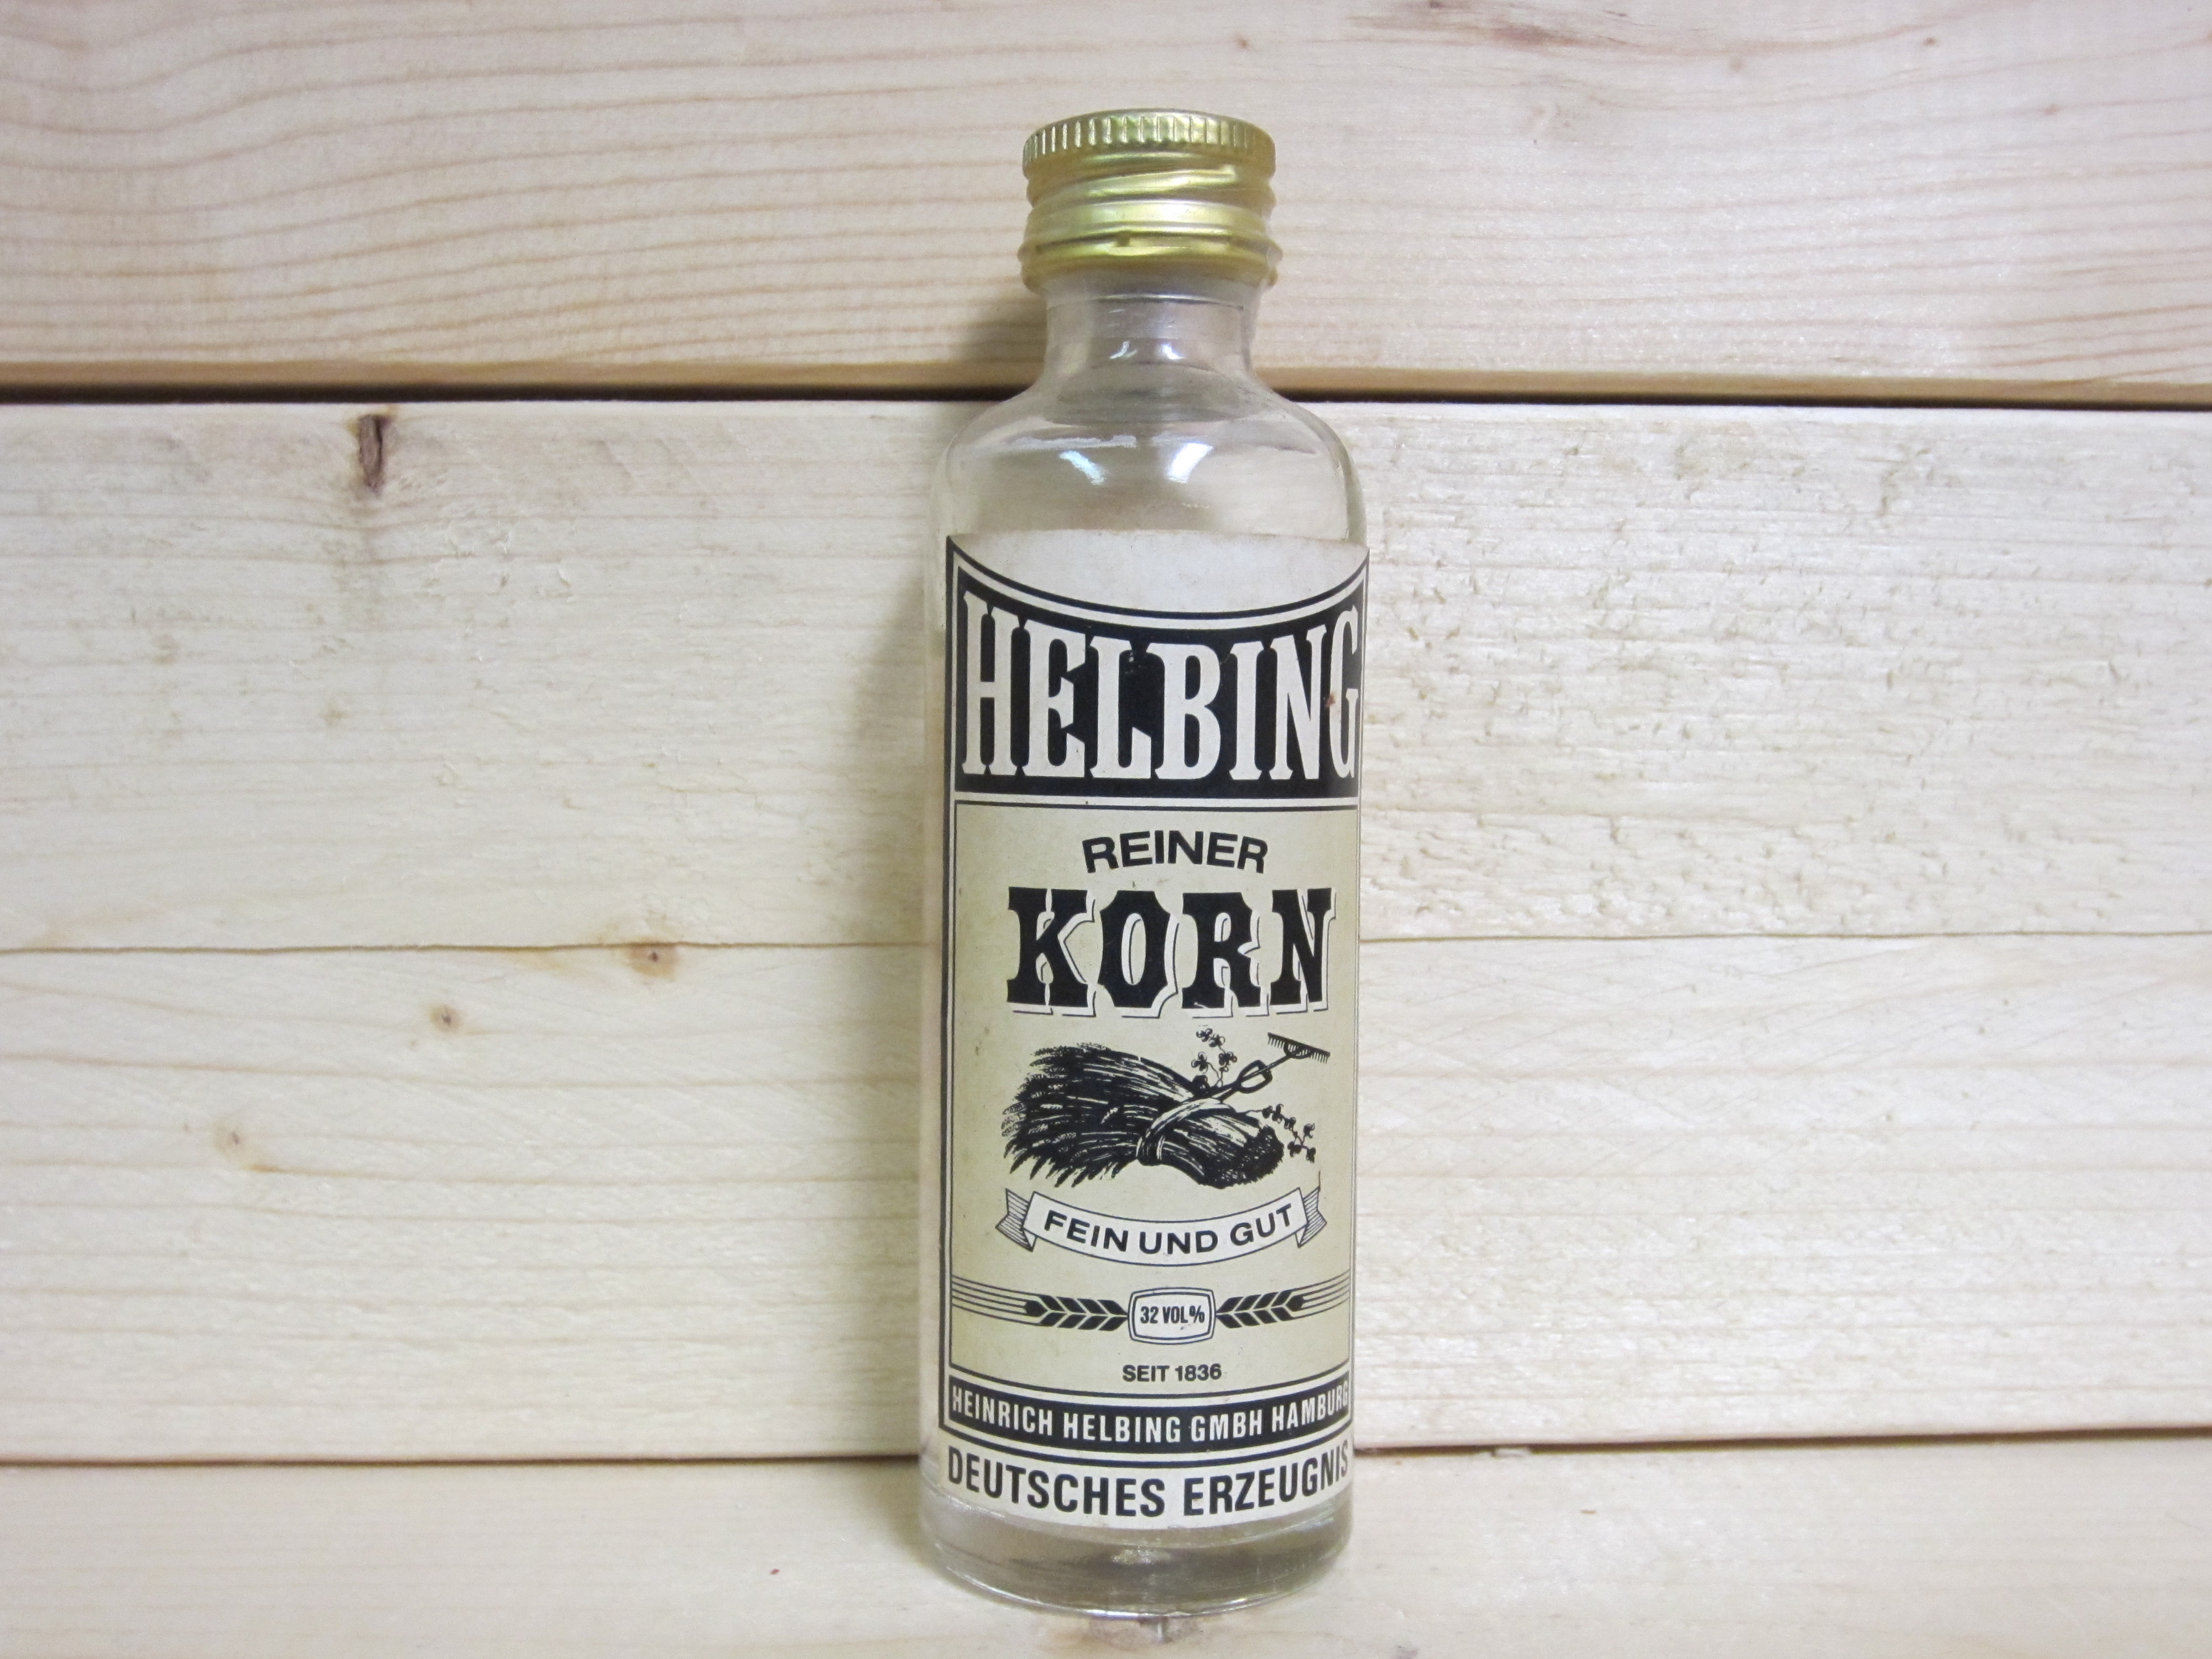 HELBING
REINER
KORN
FEIN UND GUT
32 VOL%
SEIT 1836
HEINRICH HELBING GMBH HAMBURG
DEUTSCHES ERZEUGNIS